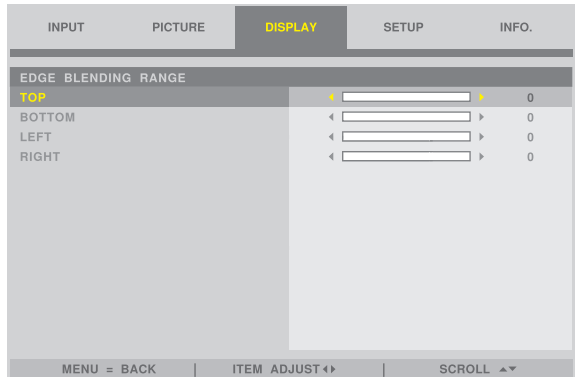 INPUT PICTURE DISPLAY SETUP INFO.
EDGE BLENDING RANGE
TOP 0
BOTTOM 0
LEFT 0
RIGHT 0
MENU = BACK | ITEM ADJUST | SCROLL